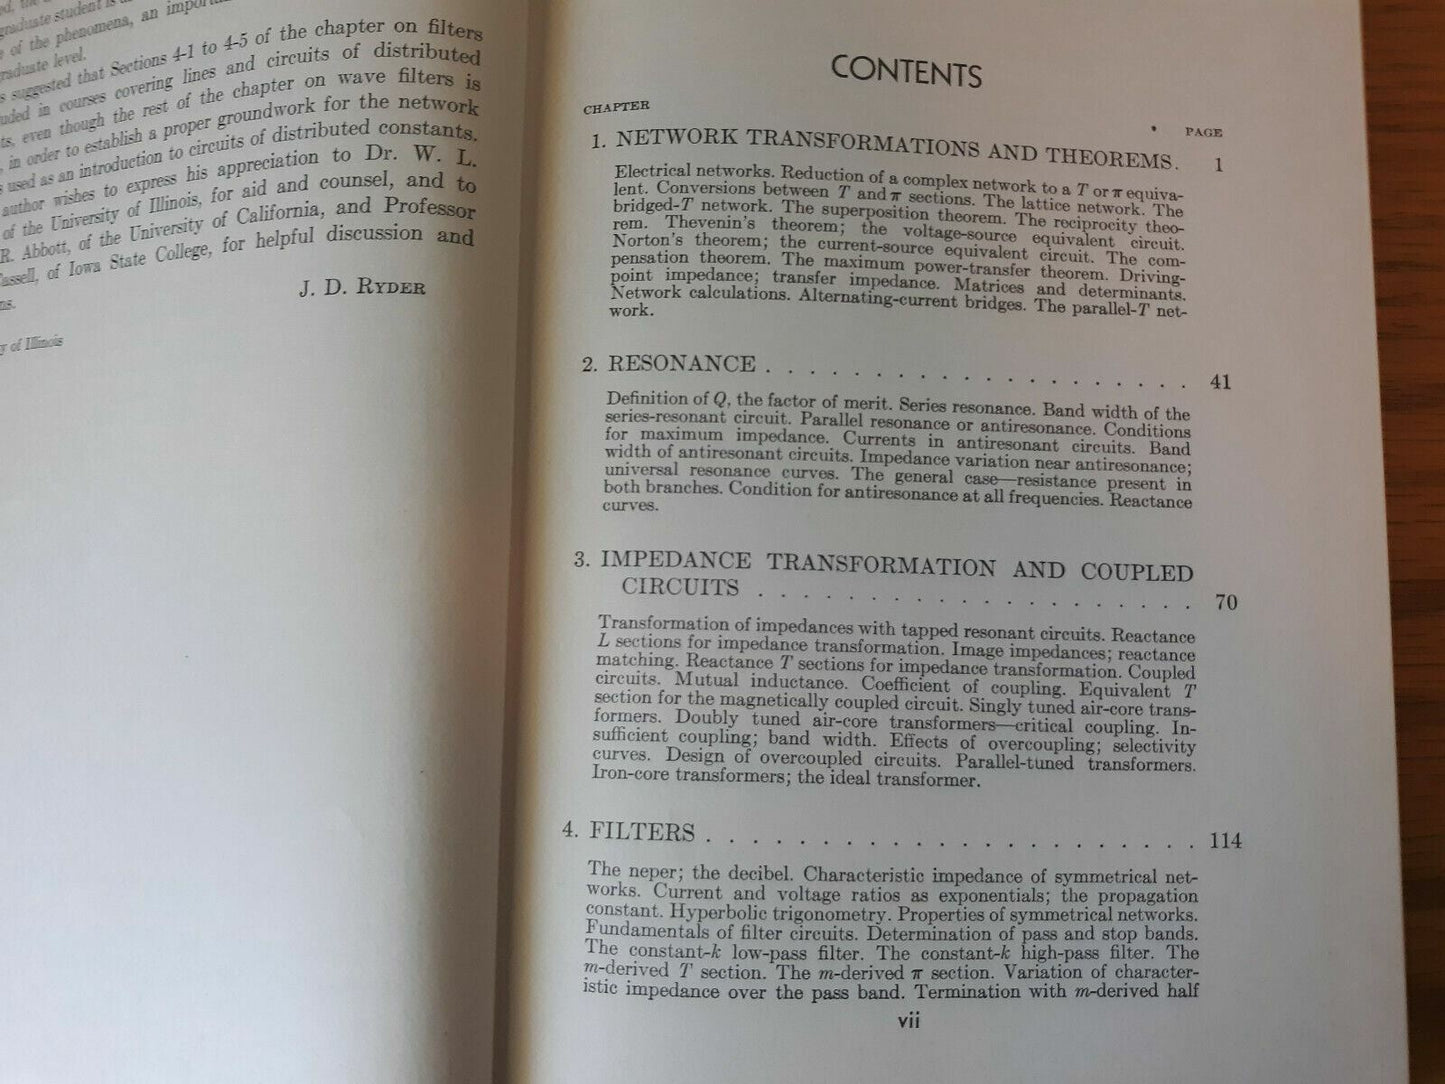 graduate student is
of the phenomena, an important
graduate level.
suggested that Sections 4-1 to 4-5 of the chapter on filters
uded in courses covering lines and circuits of distributed
ts, even though the rest of the chapter on wave filters is
, in order to establish a proper groundwork for the network
s used as an introduction to circuits of distributed constants.
author wishes to express his appreciation to Dr. W. L.
of the University of Illinois, for aid and counsel, and to
R. Abbott, of the University of California, and Professor
assell, of Iowa State College, for helpful discussion and
ns.
J. D. RYDER
y of Illinois
CONTENTS
CHAPTER PAGE
1. NETWORK TRANSFORMATIONS AND THEOREMS. 1
Electrical networks. Reduction of a complex network to a T or π equiva-
lent. Conversions between T and π sections. The lattice network. The
bridged-T network. The superposition theorem. The reciprocity theo-
rem. Thevenin's theorem; the voltage-source equivalent circuit.
Norton's theorem; the current-source equivalent circuit. The com-
pensation theorem. The maximum power-transfer theorem. Driving-
point impedance; transfer impedance. Matrices and determinants.
Network calculations. Alternating-current bridges. The parallel-T net-
work.
2. RESONANCE . . . . . . . . . . . . . . . . . . . . 41
Definition of Q, the factor of merit. Series resonance. Band width of the
series-resonant circuit. Parallel resonance or antiresonance. Conditions
for maximum impedance. Currents in antiresonant circuits. Band
width of antiresonant circuits. Impedance variation near antiresonance;
universal resonance curves. The general case—resistance present in
both branches. Condition for antiresonance at all frequencies. Reactance
curves.
3. IMPEDANCE TRANSFORMATION AND COUPLED
CIRCUITS . . . . . . . . . . . . . . . . . . . . 70
Transformation of impedances with tapped resonant circuits. Reactance
L sections for impedance transformation. Image impedances; reactance
matching. Reactance T sections for impedance transformation. Coupled
circuits. Mutual inductance. Coefficient of coupling. Equivalent T
section for the magnetically coupled circuit. Singly tuned air-core trans-
formers. Doubly tuned air-core transformers—critical coupling. In-
sufficient coupling; band width. Effects of overcoupling; selectivity
curves. Design of overcoupled circuits. Parallel-tuned transformers.
Iron-core transformers; the ideal transformer.
4. FILTERS . . . . . . . . . . . . . . . . . . . . . . 114
The neper; the decibel. Characteristic impedance of symmetrical net-
works. Current and voltage ratios as exponentials; the propagation
constant. Hyperbolic trigonometry. Properties of symmetrical networks.
Fundamentals of filter circuits. Determination of pass and stop bands.
The constant-k low-pass filter. The constant-k high-pass filter. The
m-derived T section. The m-derived π section. Variation of character-
istic impedance over the pass band. Termination with m-derived half
vii